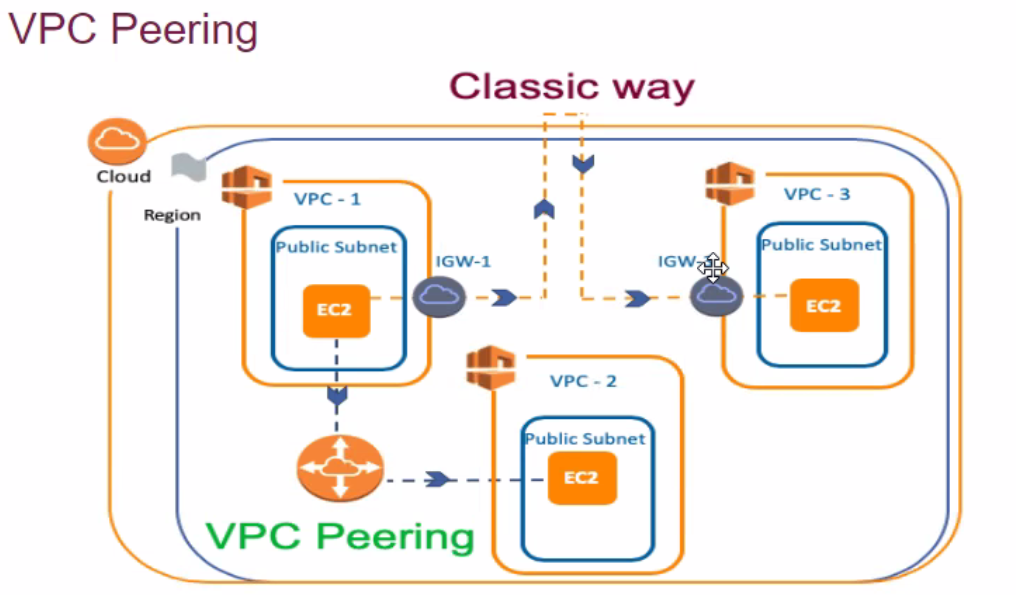 VPC Peering
Classic way
Cloud
Region
VPC - 1
Public Subnet
EC2
IGW-1
IGW-
VPC - 3
Public Subnet
EC2
VPC - 2
Public Subnet
EC2
VPC Peering